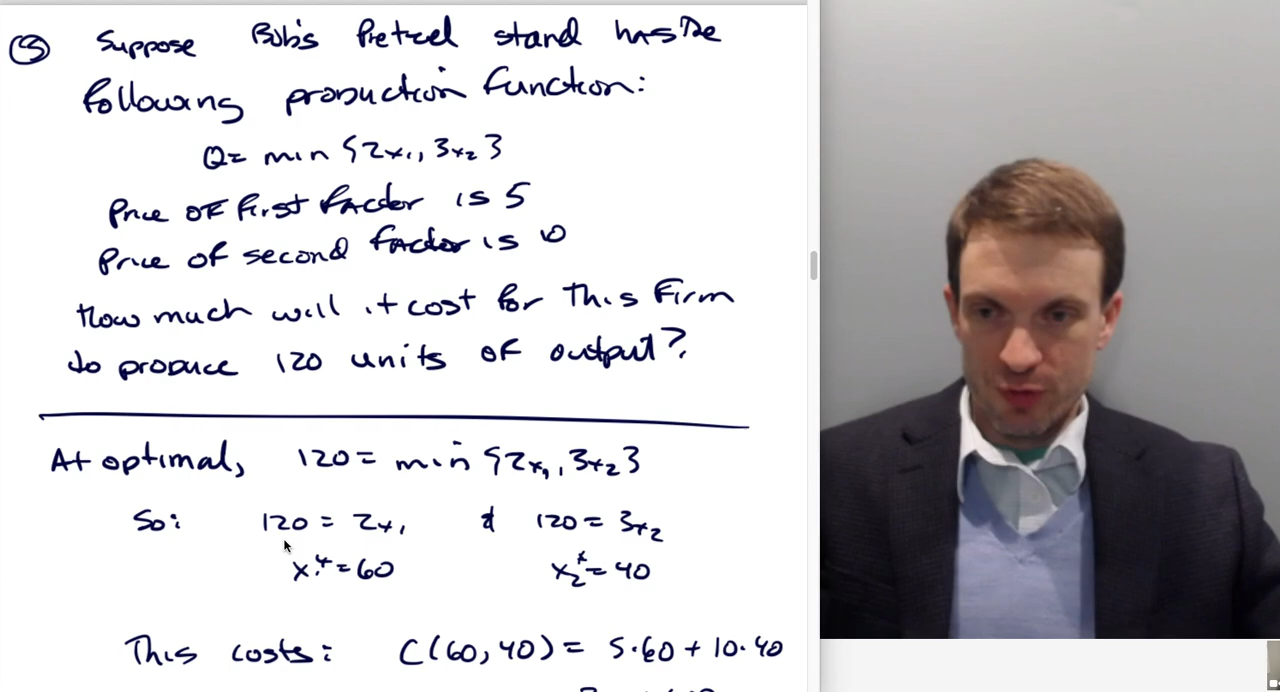 ⑤ Suppose Bub's Pretzel stand has the
following production function:
Q = min {2x₁, 3x₂}
Price of first factor is 5
Price of second factor is 10
How much will it cost for this firm
to produce 120 units of output?
At optimal, 120 = min {2x₁, 3x₂}
So: 120 = 2x₁ & 120 = 3x₂
x₁* = 60 x₂* = 40
This costs: C(60,40) = 5·60 + 10·40